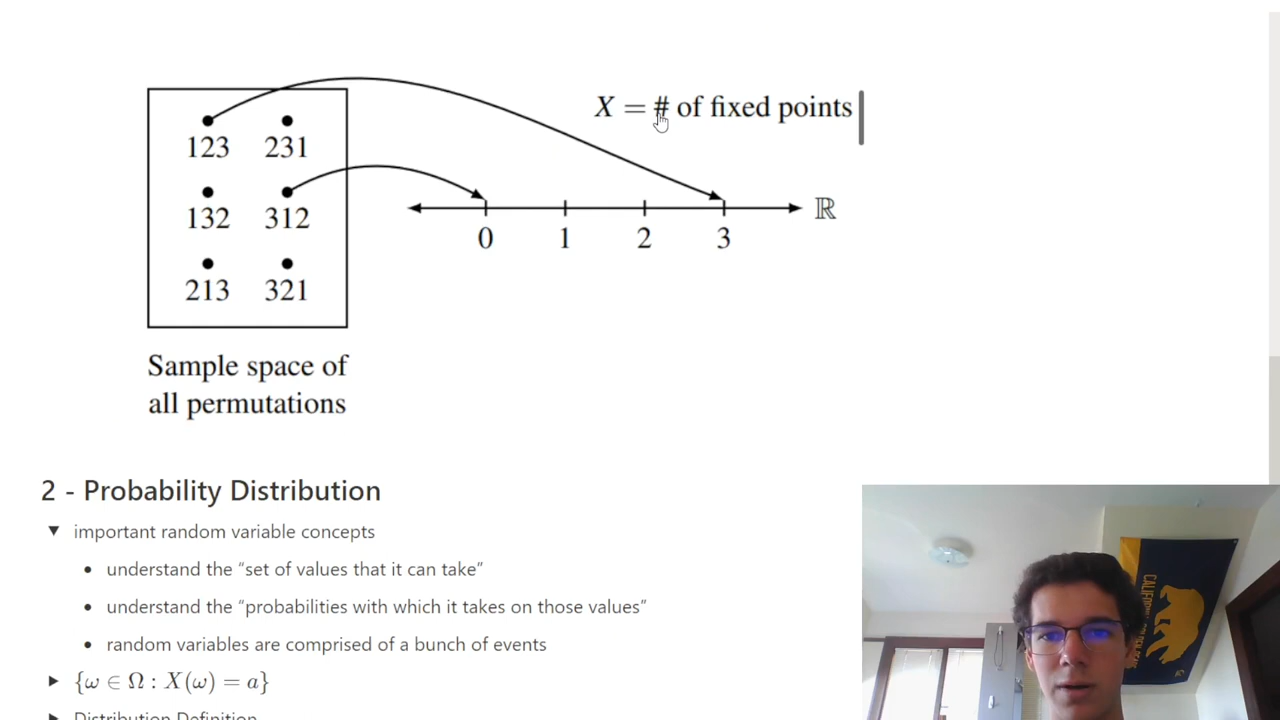 X = # of fixed points
123 231
132 312
213 321
ℝ
0 1 2 3
Sample space of
all permutations
2 - Probability Distribution
important random variable concepts
understand the “set of values that it can take”
understand the “probabilities with which it takes on those values”
random variables are comprised of a bunch of events
{ω ∈ Ω : X(ω) = a}
Distribution Definition